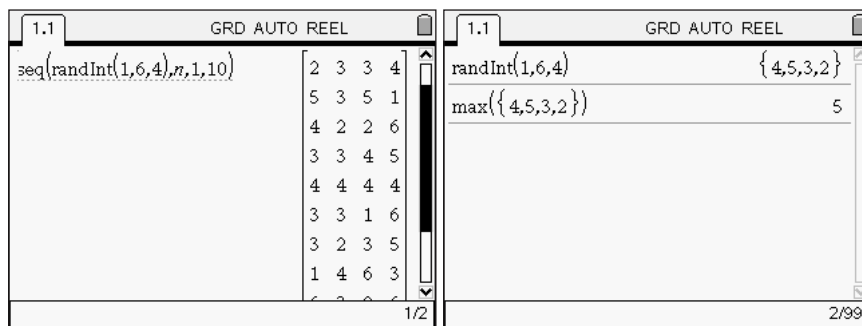 1.1 GRD AUTO REEL
seq(randInt(1,6,4),n,1,10)
2 3 3 4
5 3 5 1
4 2 2 6
3 3 4 5
4 4 4 4
3 3 1 6
3 2 3 5
1 4 6 3
1/2
1.1 GRD AUTO REEL
randInt(1,6,4) {4,5,3,2}
max({4,5,3,2}) 5
2/99